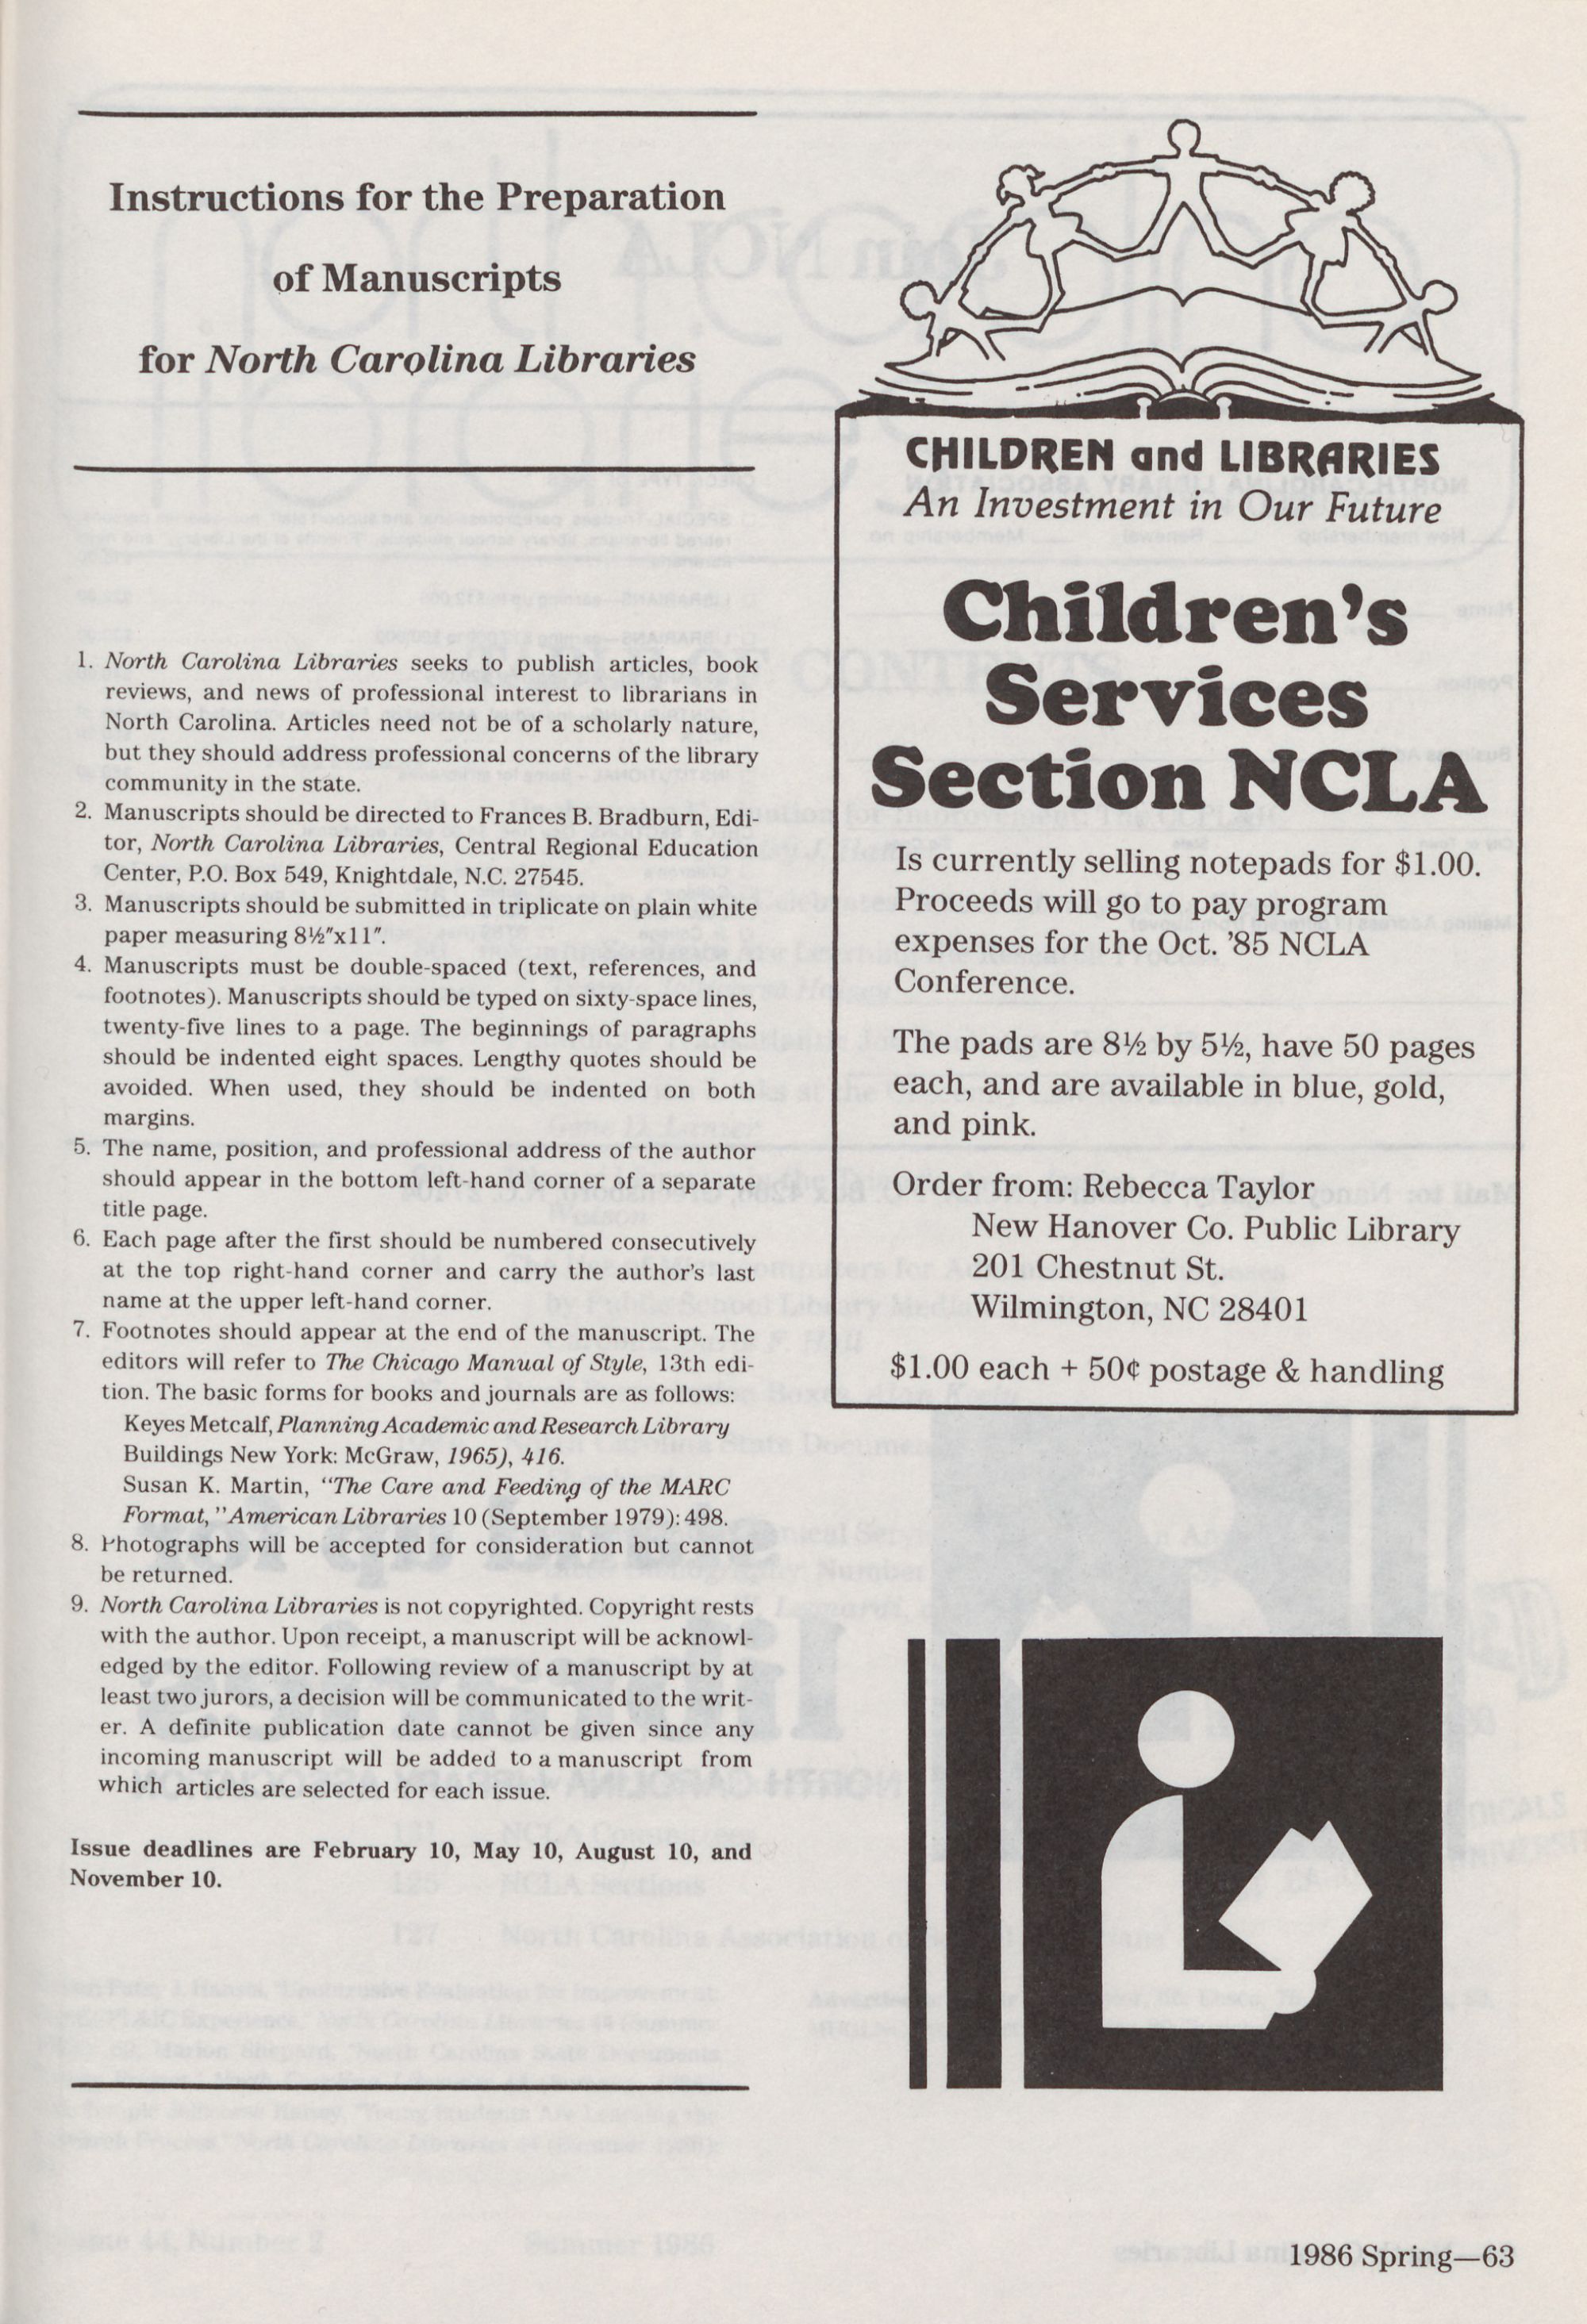 Instructions for the Preparation
of Manuscripts
for North Carolina Libraries
1. North Carolina Libraries seeks to publish articles, book
reviews, and news of professional interest to librarians in
North Carolina. Articles need not be of a scholarly nature,
but they should address professional concerns of the library
community in the state.
2. Manuscripts should be directed to Frances B. Bradburn, Edi-
tor, North Carolina Libraries, Central Regional Education
Center, P.O. Box 549, Knightdale, N.C. 27545.
3. Manuscripts should be submitted in triplicate on plain white
paper measuring 8½"x11".
4. Manuscripts must be double-spaced (text, references, and
footnotes). Manuscripts should be typed on sixty-space lines,
twenty-five lines to a page. The beginnings of paragraphs
should be indented eight spaces. Lengthy quotes should be
avoided. When used, they should be indented on both
margins.
5. The name, position, and professional address of the author
should appear in the bottom left-hand corner of a separate
title page.
6. Each page after the first should be numbered consecutively
at the top right-hand corner and carry the author's last
name at the upper left-hand corner.
7. Footnotes should appear at the end of the manuscript. The
editors will refer to The Chicago Manual of Style, 13th edi-
tion. The basic forms for books and journals are as follows:
Keyes Metcalf, Planning Academic and Research Library
Buildings New York: McGraw, 1965), 416.
Susan K. Martin, "The Care and Feeding of the MARC
Format," American Libraries 10 (September 1979): 498.
8. Photographs will be accepted for consideration but cannot
be returned.
9. North Carolina Libraries is not copyrighted. Copyright rests
with the author. Upon receipt, a manuscript will be acknowl-
edged by the editor. Following review of a manuscript by at
least two jurors, a decision will be communicated to the writ-
er. A definite publication date cannot be given since any
incoming manuscript will be added to a manuscript from
which articles are selected for each issue.
Issue deadlines are February 10, May 10, August 10, and
November 10.
CHILDREN and LIBRARIES
An Investment in Our Future
Children's
Services
Section NCLA
Is currently selling notepads for $1.00.
Proceeds will go to pay program
expenses for the Oct. '85 NCLA
Conference.
The pads are 8½ by 5½, have 50 pages
each, and are available in blue, gold,
and pink.
Order from: Rebecca Taylor
New Hanover Co. Public Library
201 Chestnut St.
Wilmington, NC 28401
$1.00 each + 50¢ postage & handling
1986 Spring—63